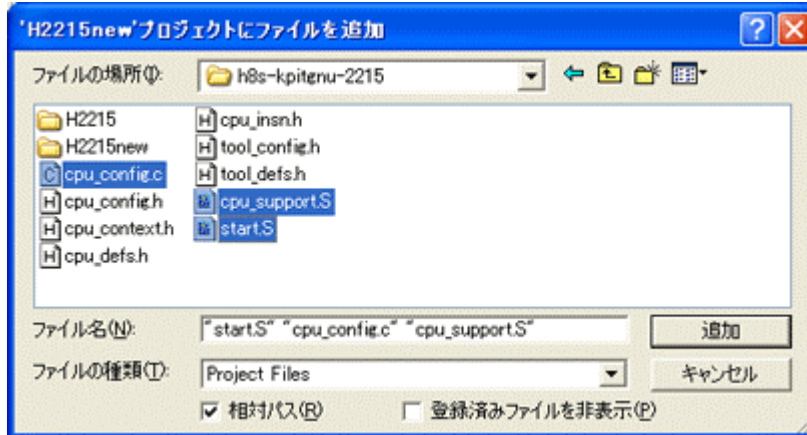 'H2215new'プロジェクトにファイルを追加
ファイルの場所(I): h8s-kpitgnu-2215
H2215 cpu_insn.h
H2215new tool_config.h
cpu_config.c tool_defs.h
cpu_config.h cpu_support.S
cpu_context.h start.S
cpu_defs.h
ファイル名(N): "start.S" "cpu_config.c" "cpu_support.S" 追加
ファイルの種類(T): Project Files キャンセル
相対パス(R) 登録済みファイルを非表示(P)